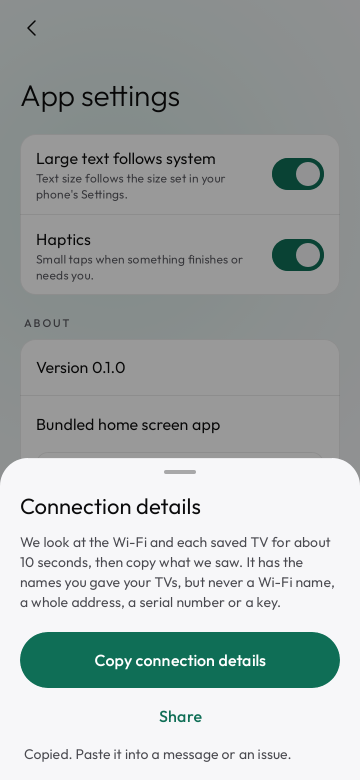 App settings
Large text follows system
Text size follows the size set in your
phone's Settings.
Haptics
Small taps when something finishes or
needs you.
ABOUT
Version 0.1.0
Bundled home screen app
Connection details
We look at the Wi-Fi and each saved TV for about
10 seconds, then copy what we saw. It has the
names you gave your TVs, but never a Wi-Fi name,
a whole address, a serial number or a key.
Copy connection details
Share
Copied. Paste it into a message or an issue.